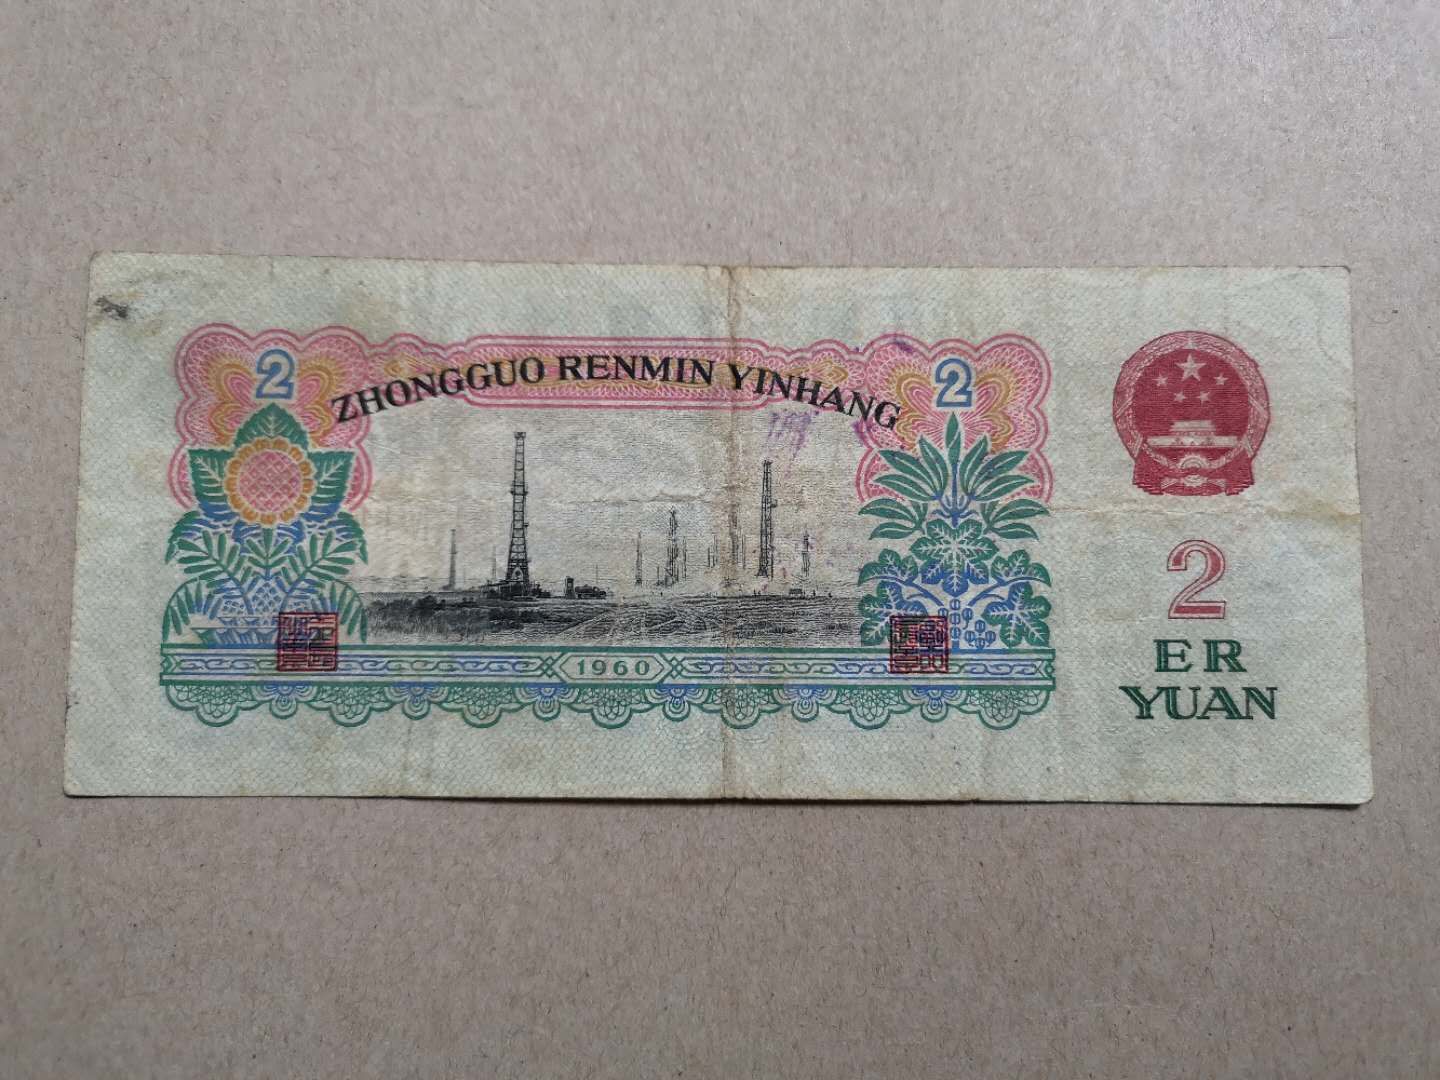 2
ZHONGGUO RENMIN YINHANG
2
1960
2
ER
YUAN